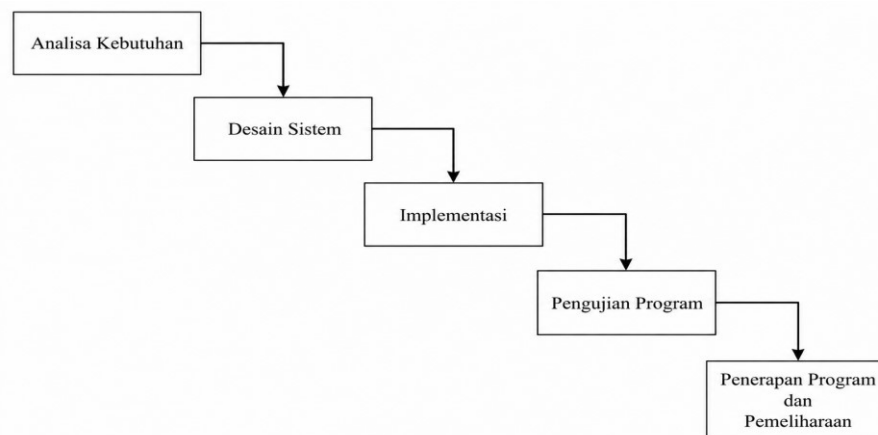 Analisa Kebutuhan
Desain Sistem
Implementasi
Pengujian Program
Penerapan Program
dan
Pemeliharaan